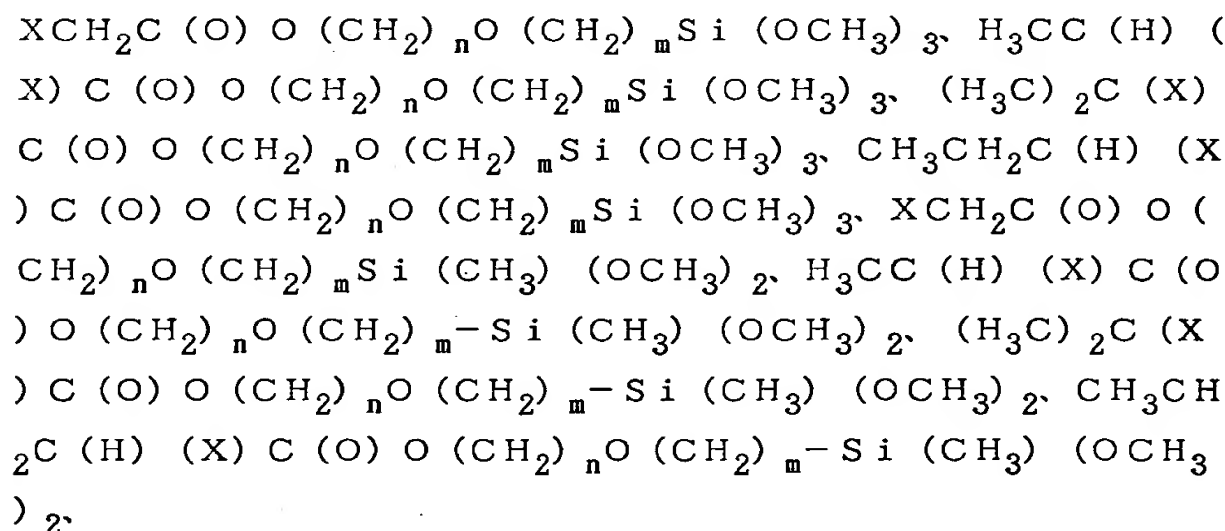 XCH₂C (O) O (CH₂) ₙO (CH₂) ₘSi (OCH₃) ₃、 H₃CC (H) (
X) C (O) O (CH₂) ₙO (CH₂) ₘSi (OCH₃) ₃、 (H₃C) ₂C (X)
C (O) O (CH₂) ₙO (CH₂) ₘSi (OCH₃) ₃、 CH₃CH₂C (H) (X
) C (O) O (CH₂) ₙO (CH₂) ₘSi (OCH₃) ₃、 XCH₂C (O) O (
CH₂) ₙO (CH₂) ₘSi (CH₃) (OCH₃) ₂、 H₃CC (H) (X) C (O
) O (CH₂) ₙO (CH₂) ₘ−Si (CH₃) (OCH₃) ₂、 (H₃C) ₂C (X
) C (O) O (CH₂) ₙO (CH₂) ₘ−Si (CH₃) (OCH₃) ₂、 CH₃CH
₂C (H) (X) C (O) O (CH₂) ₙO (CH₂) ₘ−Si (CH₃) (OCH₃
) ₂、